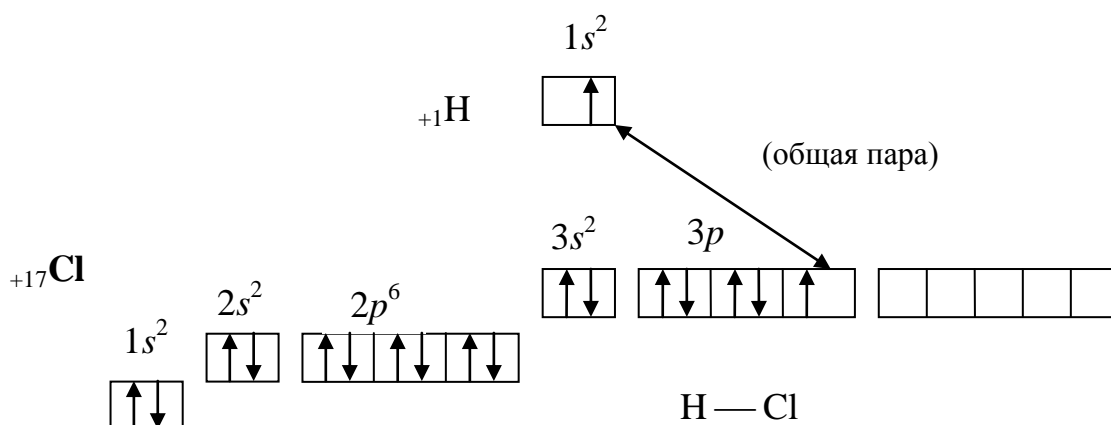 1s²
₊₁H
(общая пара)
3s² 3p
₊₁₇Cl
2s² 2p⁶
1s²
H — Cl